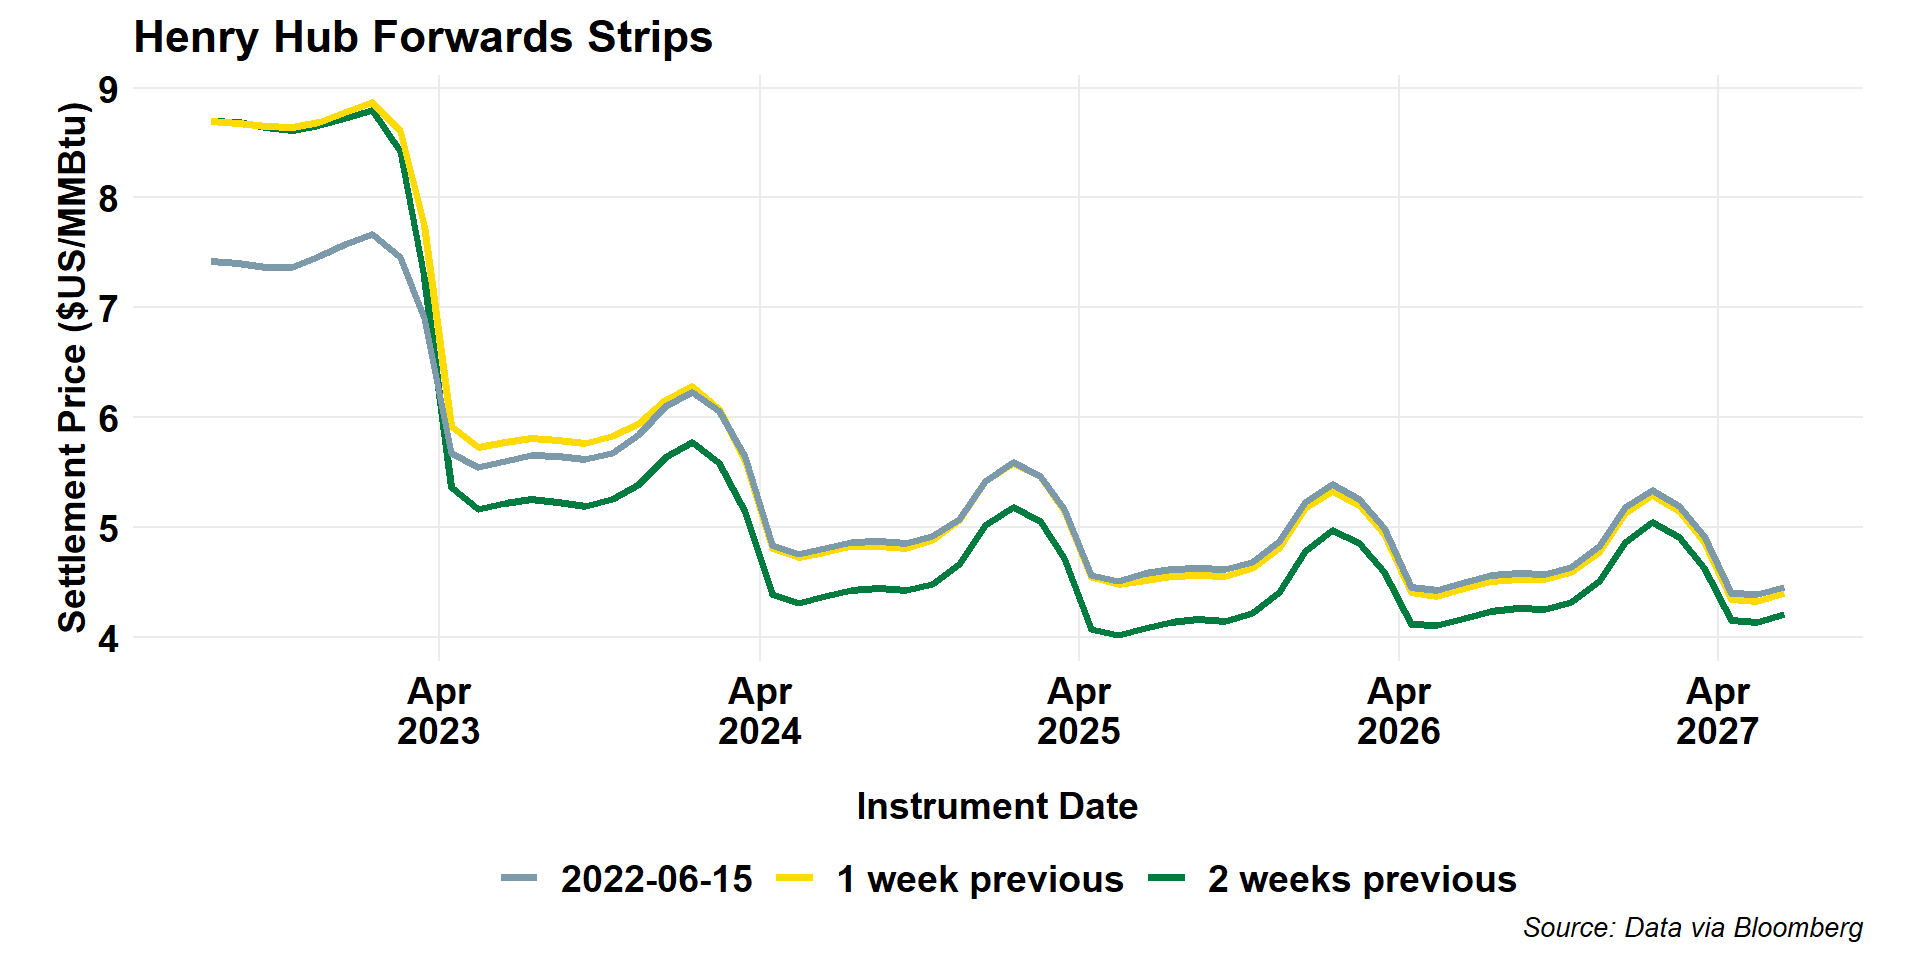 Henry Hub Forwards Strips
Settlement Price ($US/MMBtu)
9
8
7
6
5
4
Apr 2023
Apr 2024
Apr 2025
Apr 2026
Apr 2027
Instrument Date
2022-06-15 1 week previous 2 weeks previous
Source: Data via Bloomberg